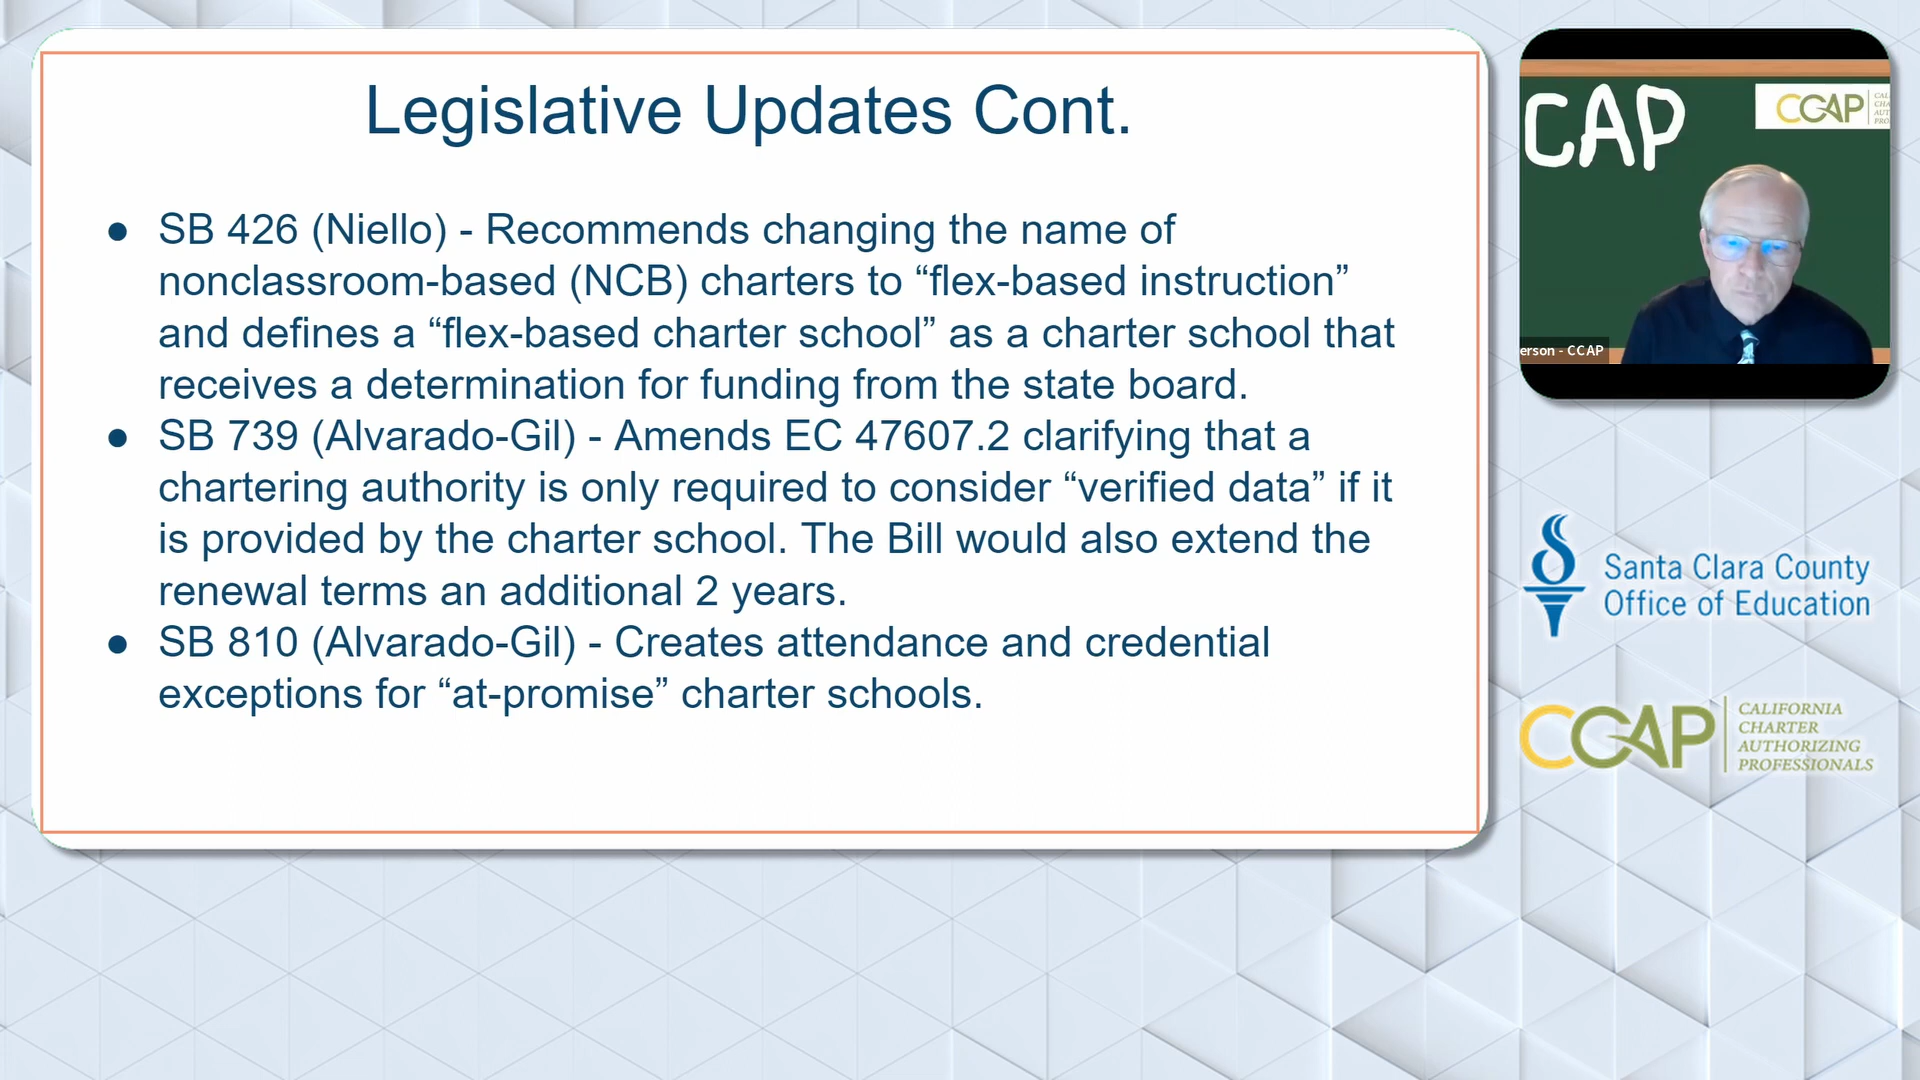 Legislative Updates Cont.
● SB 426 (Niello) - Recommends changing the name of
nonclassroom-based (NCB) charters to “flex-based instruction”
and defines a “flex-based charter school” as a charter school that
receives a determination for funding from the state board.
● SB 739 (Alvarado-Gil) - Amends EC 47607.2 clarifying that a
chartering authority is only required to consider “verified data” if it
is provided by the charter school. The Bill would also extend the
renewal terms an additional 2 years.
● SB 810 (Alvarado-Gil) - Creates attendance and credential
exceptions for “at-promise” charter schools.
CAP
CCAP
erson - CCAP
Santa Clara County
Office of Education
CCAP
CALIFORNIA
CHARTER
AUTHORIZING
PROFESSIONALS